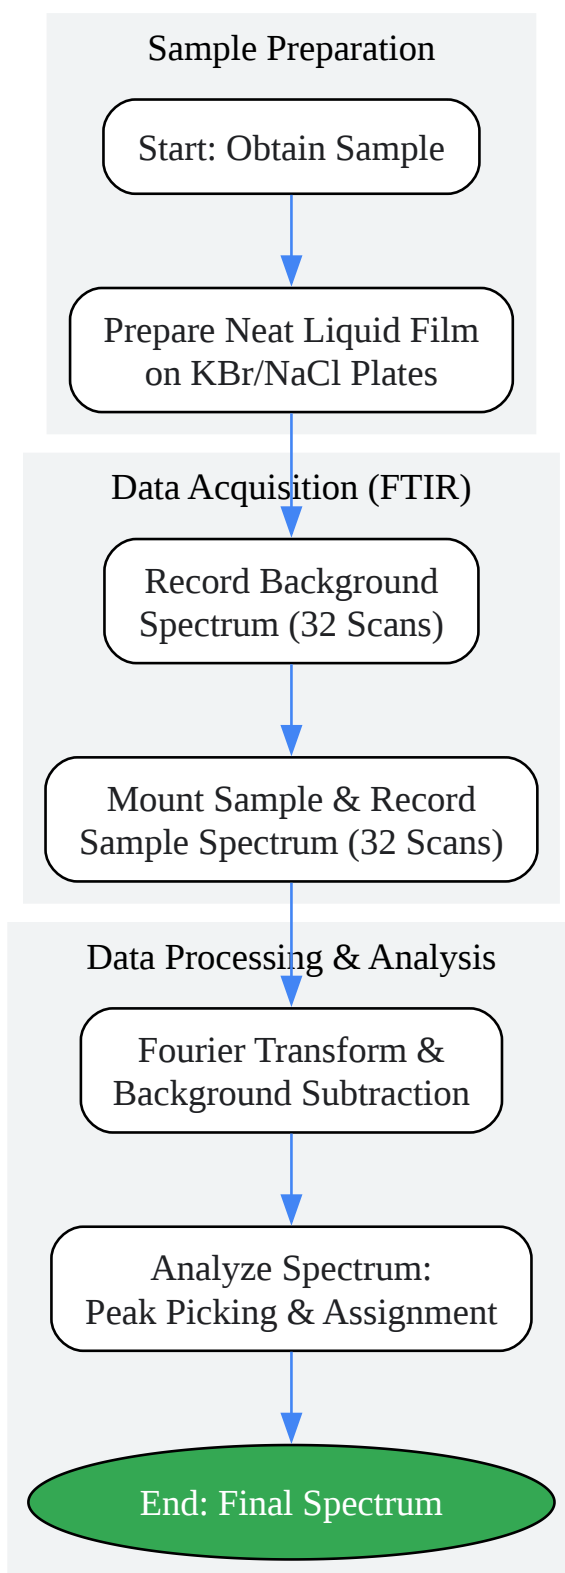 Sample Preparation
Start: Obtain Sample
Prepare Neat Liquid Film
on KBr/NaCl Plates
Data Acquisition (FTIR)
Record Background
Spectrum (32 Scans)
Mount Sample & Record
Sample Spectrum (32 Scans)
Data Processing & Analysis
Fourier Transform &
Background Subtraction
Analyze Spectrum:
Peak Picking & Assignment
End: Final Spectrum